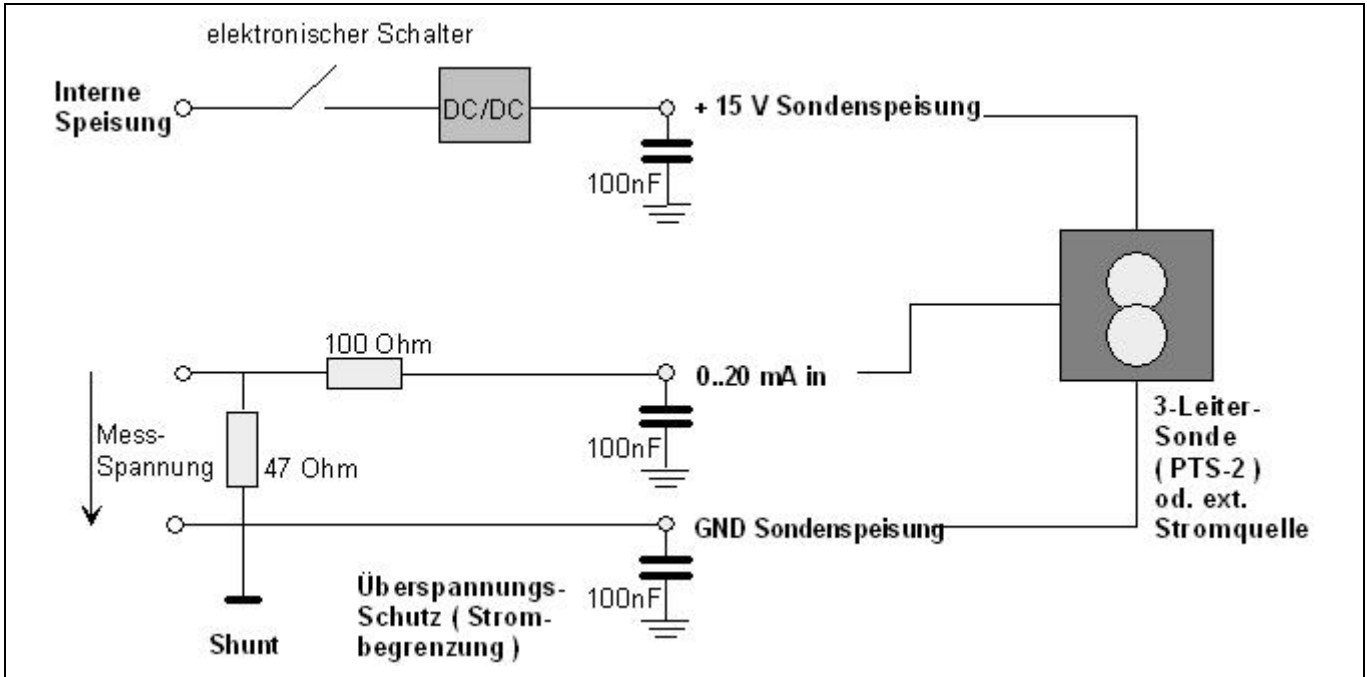 elektronischer Schalter
Interne
Speisung
DC/DC
+ 15 V Sondenspeisung
100nF
100 Ohm
0..20 mA in
Mess-
Spannung
47 Ohm
100nF
3-Leiter-
Sonde
( PTS-2 )
od. ext.
Stromquelle
GND Sondenspeisung
Überspannungs-
Schutz ( Strom-
begrenzung )
100nF
Shunt